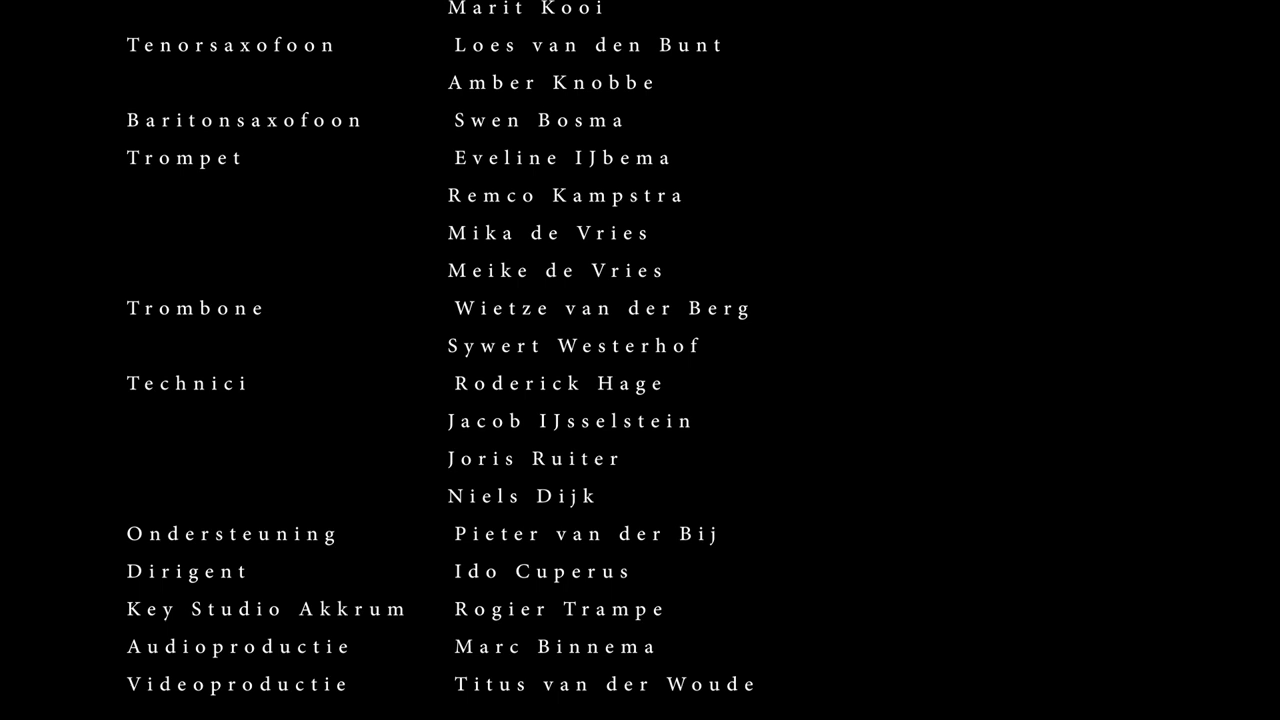 Marit Kooi
Tenorsaxofoon Loes van den Bunt
Amber Knobbe
Baritonsaxofoon Swen Bosma
Trompet Eveline IJbema
Remco Kampstra
Mika de Vries
Meike de Vries
Trombone Wietze van der Berg
Sywert Westerhof
Technici Roderick Hage
Jacob IJsselstein
Joris Ruiter
Niels Dijk
Ondersteuning Pieter van der Bij
Dirigent Ido Cuperus
Key Studio Akkrum Rogier Trampe
Audioproductie Marc Binnema
Videoproductie Titus van der Woude